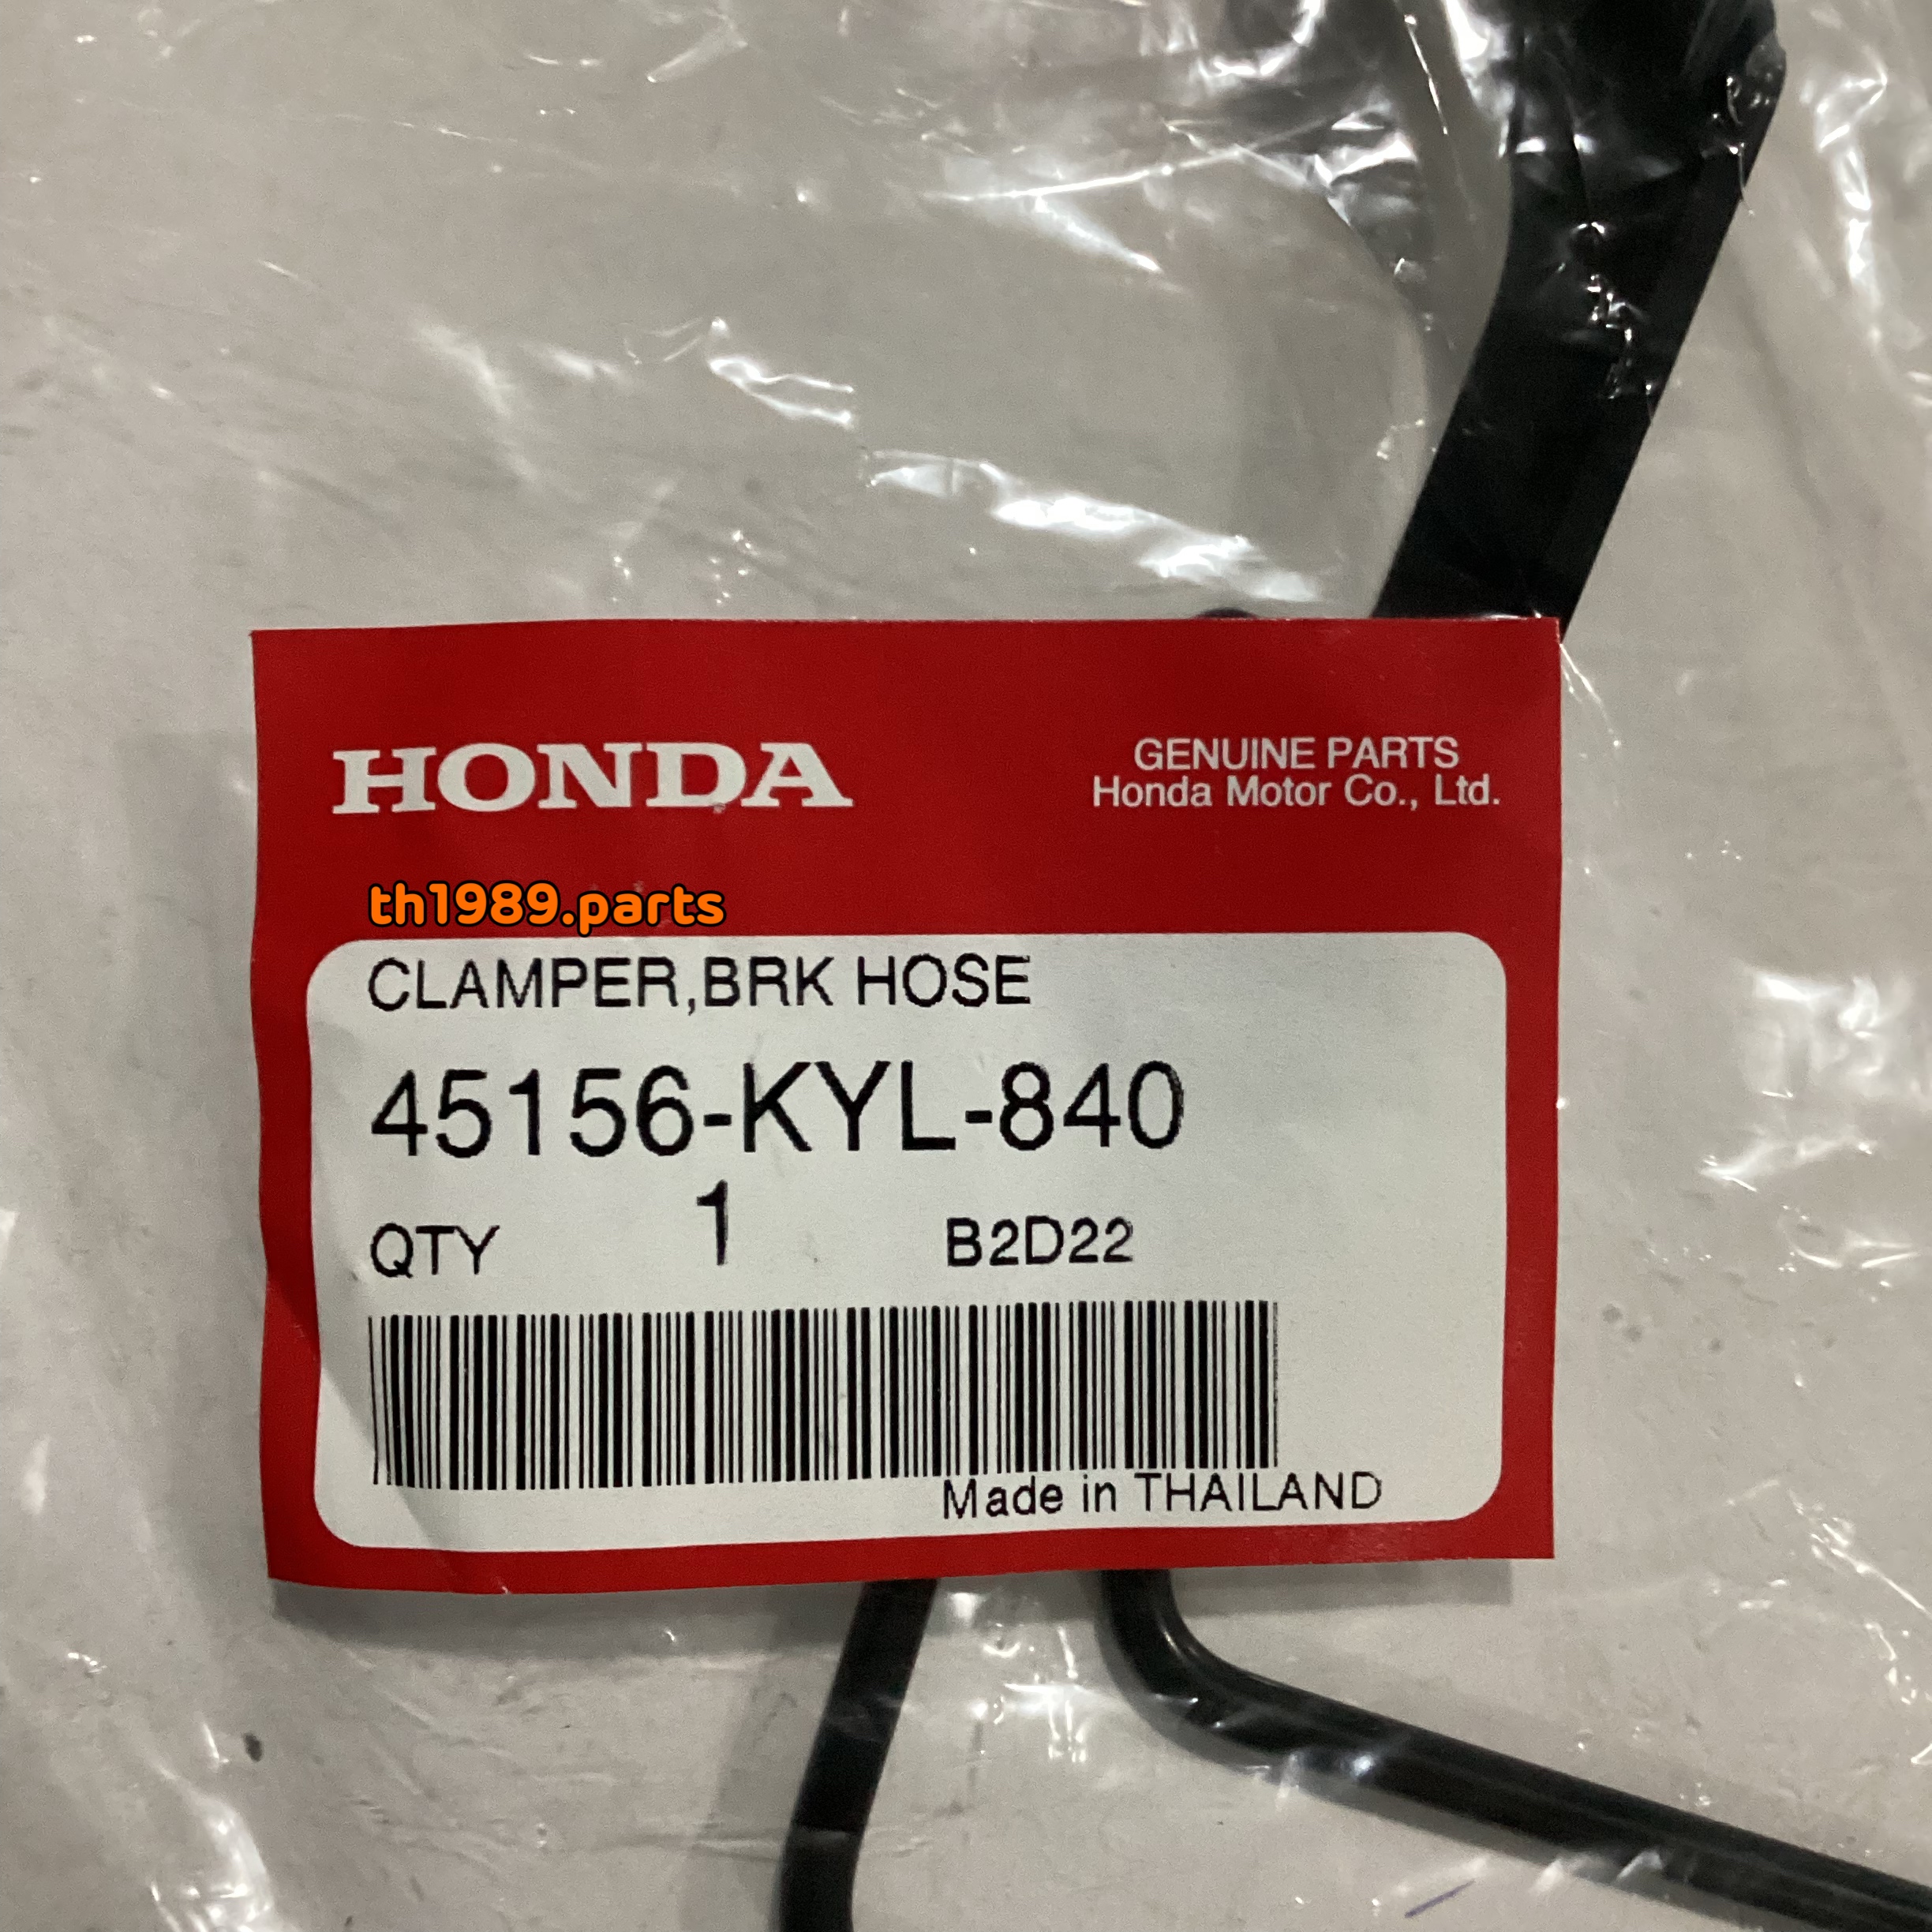 HONDA
GENUINE PARTS
Honda Motor Co., Ltd.
th1989.parts
CLAMPER,BRK HOSE
45156-KYL-840
QTY 1 B2D22
Made in THAILAND